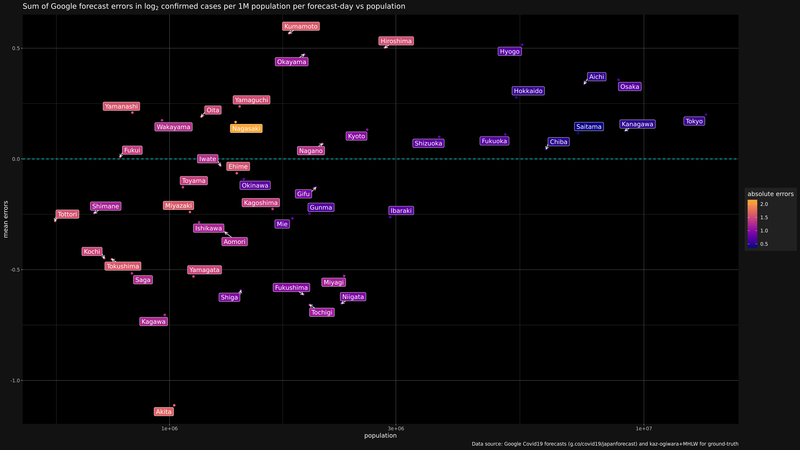 Sum of Google forecast errors in log₂ confirmed cases per 1M population per forecast-day vs population
Kumamoto
Hiroshima
0.5
Hyogo
Okayama
Aichi
Osaka
Hokkaido
Yamaguchi
Yamanashi
Oita
Tokyo
Wakayama
Nagasaki
Saitama
Kanagawa
Kyoto
Fukuoka
Chiba
Shizuoka
Fukui
Nagano
0.0
Iwate
Ehime
Toyama
Okinawa
Gifu
absolute errors
2.0
1.5
1.0
0.5
Shimane
Miyazaki
Kagoshima
Gunma
Ibaraki
Tottori
Mie
Ishikawa
Aomori
mean errors
Kochi
Tokushima
Yamagata
-0.5
Saga
Miyagi
Fukushima
Shiga
Niigata
Tochigi
Kagawa
-1.0
Akita
1e+06
3e+06
1e+07
population
Data source: Google Covid19 forecasts (g.co/covid19/japanforecast) and kaz-ogiwara+MHLW for ground-truth